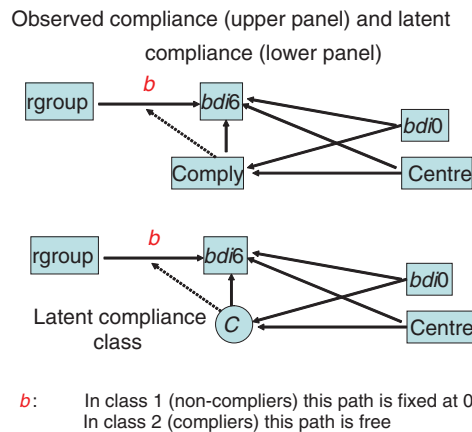 Observed compliance (upper panel) and latent
compliance (lower panel)
b
rgroup
bdi6
bdi0
Comply
Centre
b
rgroup
bdi6
bdi0
Latent compliance
class
C
Centre
b: In class 1 (non-compliers) this path is fixed at 0
In class 2 (compliers) this path is free